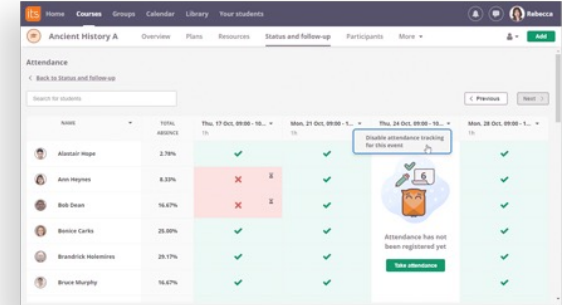 its Home Courses Groups Calendar Library Your students Rebecca
Ancient History A Overview Plans Resources Status and follow-up Participants More Add
Attendance
< Back to Status and follow-up
Search for students
< Previous Next >
NAME TOTAL ABSENCE Thu, 17 Oct, 09:00 - 10... Mon, 21 Oct, 09:00 - 1... Thu, 24 Oct, 09:00 - 10... Mon, 28 Oct, 09:00 - 1...
1h 1h 1h
Disable attendance tracking
for this event
Alastair Hope 2.78%
Ann Heynes 8.33%
Bob Dean 16.67%
6
Benice Carks
Attendance has not
been registered yet
Brandrick Holemires 29.17%
Take attendance
Bruce Murphy 16.67%